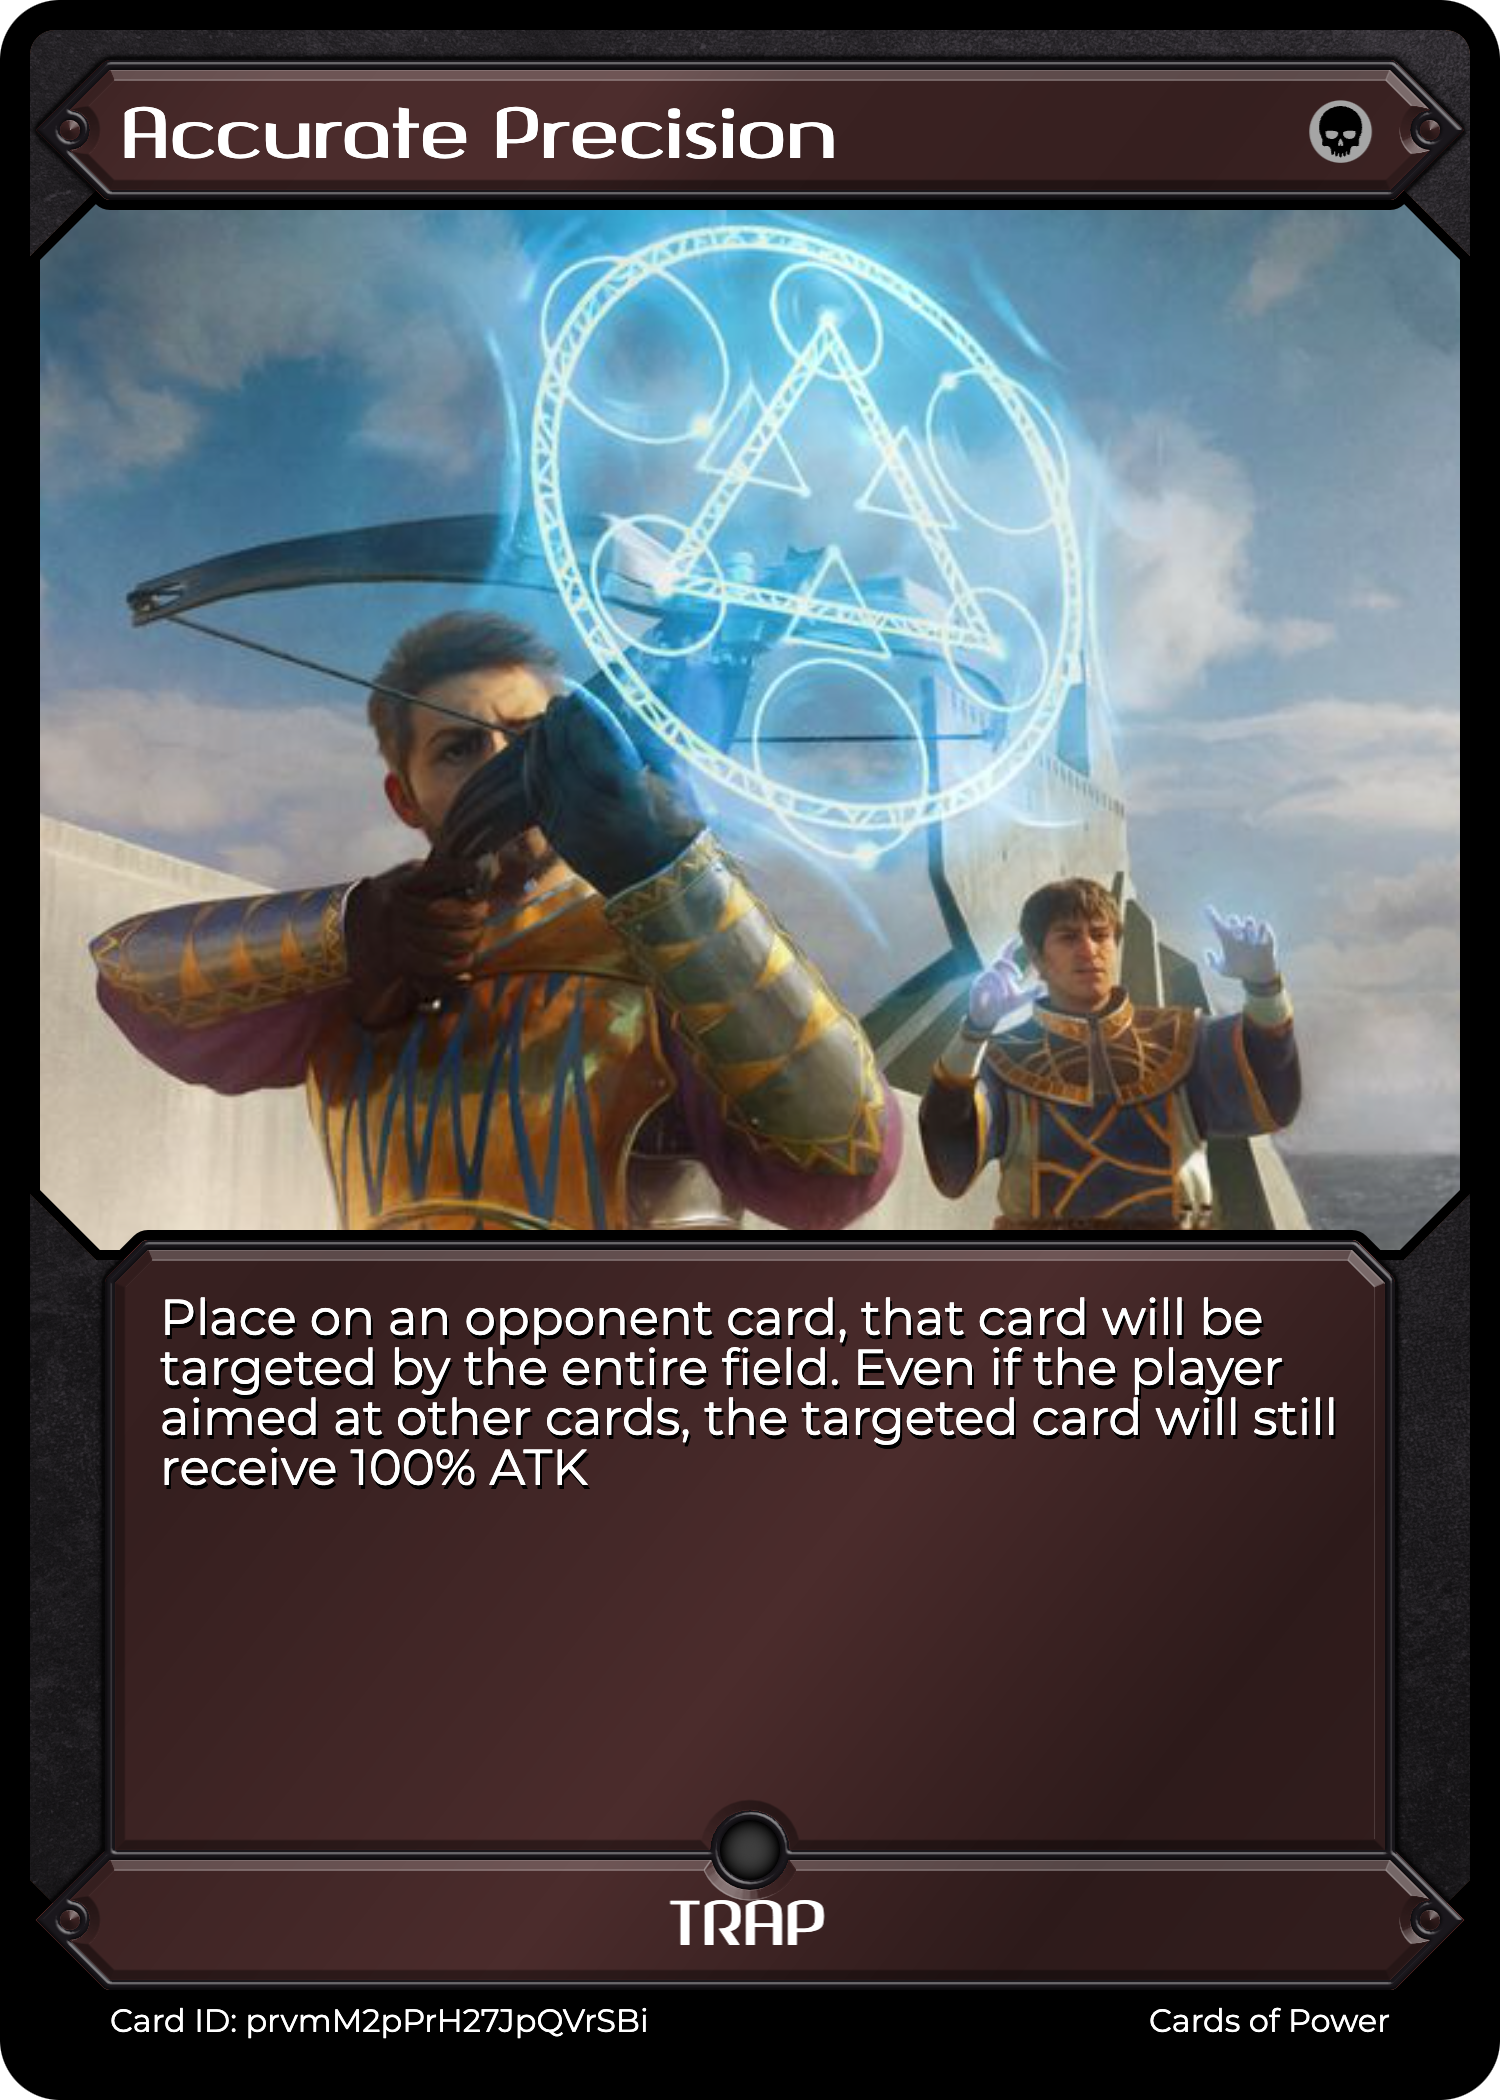 Accurate Precision
Place on an opponent card, that card will be
targeted by the entire field. Even if the player
aimed at other cards, the targeted card will still
receive 100% ATK
TRAP
Card ID: prvmM2pPrH27JpQVrSBi
Cards of Power